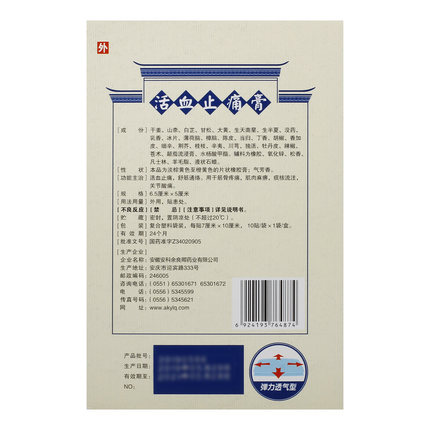 外
活血止痛膏
[成    份] 干姜、山柰、白芷、甘松、大黄、生天南星、生半夏、没药、
乳香、冰片、薄荷脑、樟脑、陈皮、当归、丁香、胡椒、香加
皮、细辛、荆芥、桂枝、辛夷、川芎、独活、牡丹皮、辣椒、
苍术、颠茄流浸膏、水杨酸甲酯。辅料为橡胶、氧化锌、松香、
凡士林、羊毛脂、液状石蜡。
[性    状] 本品为淡棕黄色至橙黄色的片状橡胶膏；气芳香。
[功能主治] 活血止痛，舒筋通络。用于筋骨疼痛，肌肉麻痹，痰核流注，
关节酸痛。
[规    格] 6.5厘米×5厘米
[用法用量] 外用，贴患处。
[不良反应] [禁    忌] [注意事项] 详见说明书。
[贮    藏] 密封，置阴凉处（不超过20℃）。
[包    装] 复合塑料袋装，每贴7厘米×10厘米，10贴/袋×1袋/盒。
[有 效 期] 24个月
[批准文号] 国药准字Z34020905
[生产企业]
企业名称：安徽安科余良卿药业有限公司
生产地址：安庆市迎宾路333号
邮政编码：246005
咨询电话：(0551) 65301671  65301672
电    话：(0556) 5345599
传真号码：(0556) 5345621
网    址：www.akylq.com
6 924193 764874
产品批号：
生产日期：
有效期至：
NO:
弹力透气型